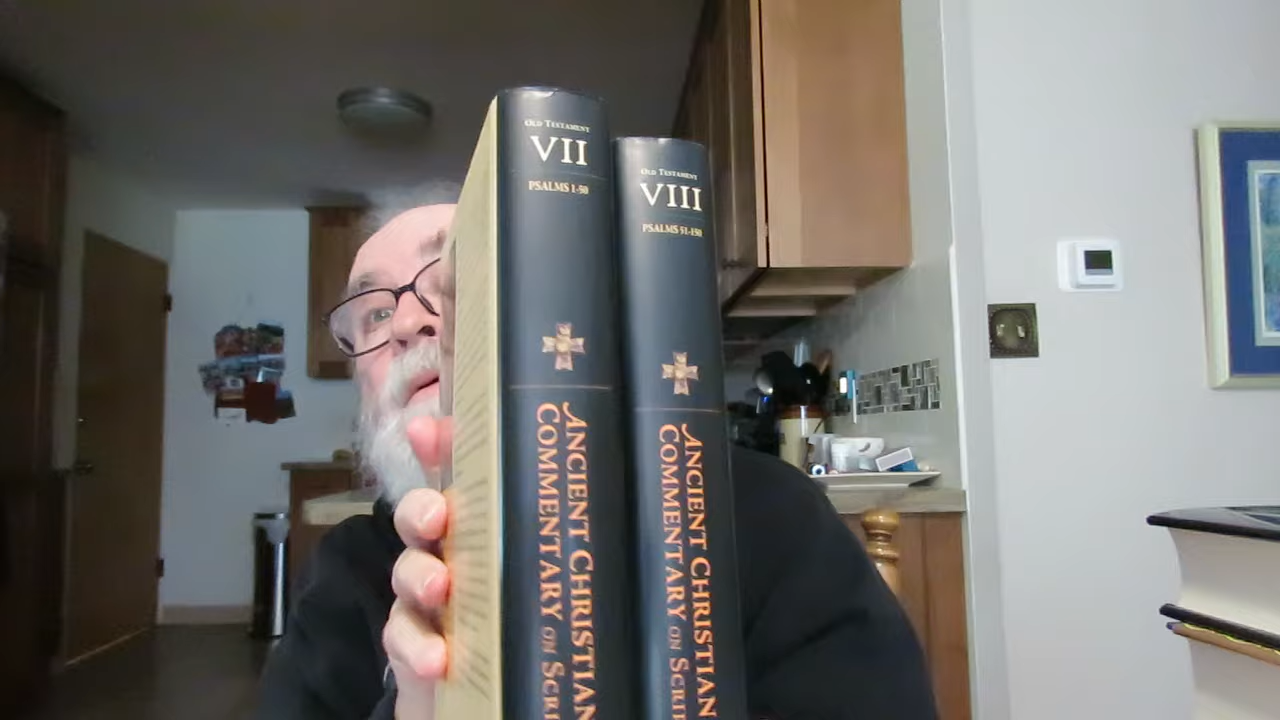 OLD TESTAMENT
VII
PSALMS 1-50
ANCIENT CHRISTIAN
COMMENTARY ON SCRI
OLD TESTAMENT
VIII
PSALMS 51-150
ANCIENT CHRISTIAN
COMMENTARY ON SCRI